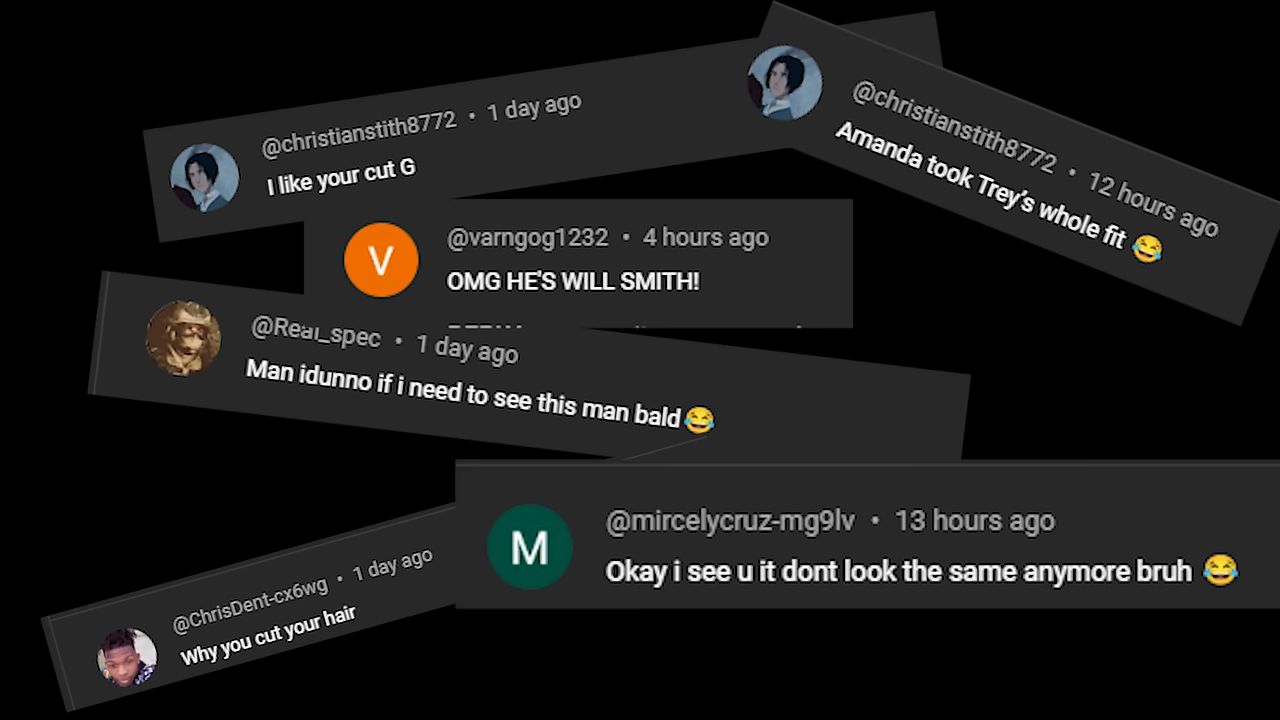 @christianstith8772 • 1 day ago
I like your cut G
@christianstith8772 • 12 hours ago
Amanda took Trey's whole fit 😂
V
@varngog1232 • 4 hours ago
OMG HE'S WILL SMITH!
@Real_spec • 1 day ago
Man idunno if i need to see this man bald😂
M
@mircelycruz-mg9lv • 13 hours ago
Okay i see u it dont look the same anymore bruh 😂
@ChrisDent-cx6wg • 1 day ago
Why you cut your hair